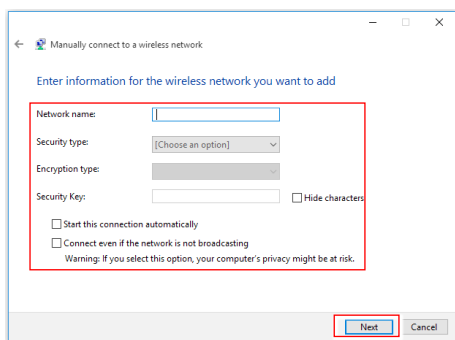 Manually connect to a wireless network
Enter information for the wireless network you want to add
Network name:
Security type: [Choose an option]
Encryption type:
Security Key: Hide characters
Start this connection automatically
Connect even if the network is not broadcasting
Warning: If you select this option, your computer's privacy might be at risk.
Next Cancel